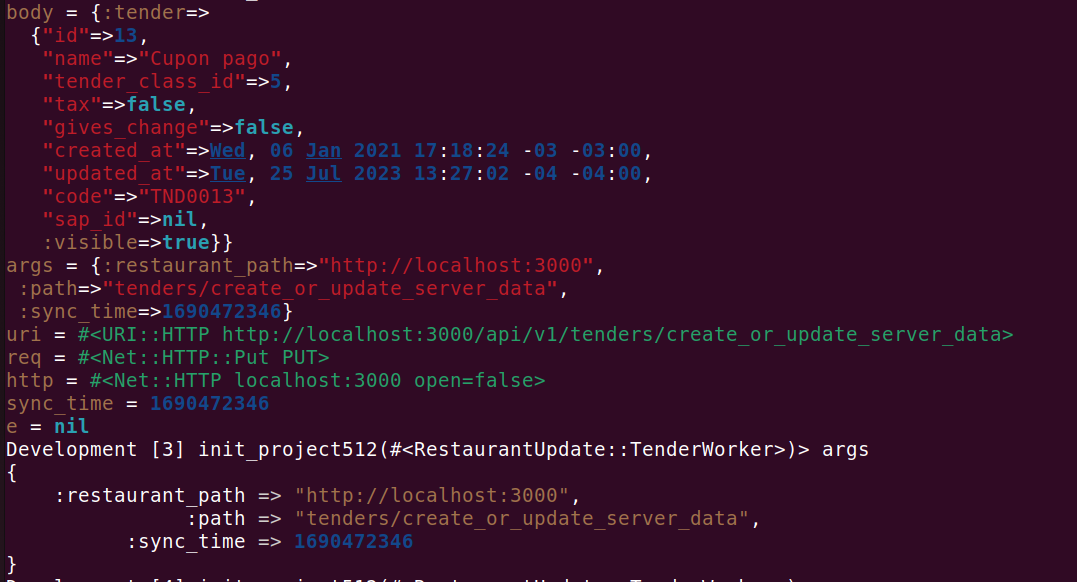 body = {:tender=>
  {"id"=>13,
   "name"=>"Cupon pago",
   "tender_class_id"=>5,
   "tax"=>false,
   "gives_change"=>false,
   "created_at"=>Wed, 06 Jan 2021 17:18:24 -03 -03:00,
   "updated_at"=>Tue, 25 Jul 2023 13:27:02 -04 -04:00,
   "code"=>"TND0013",
   "sap_id"=>nil,
   :visible=>true}}
args = {:restaurant_path=>"http://localhost:3000",
 :path=>"tenders/create_or_update_server_data",
 :sync_time=>1690472346}
uri = #<URI::HTTP http://localhost:3000/api/v1/tenders/create_or_update_server_data>
req = #<Net::HTTP::Put PUT>
http = #<Net::HTTP localhost:3000 open=false>
sync_time = 1690472346
e = nil
Development [3] init_project512(#<RestaurantUpdate::TenderWorker>)> args
{
    :restaurant_path => "http://localhost:3000",
               :path => "tenders/create_or_update_server_data",
          :sync_time => 1690472346
}